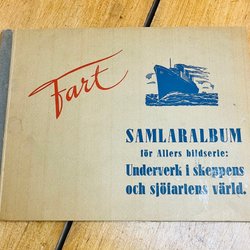 Fart
SAMLARALBUM
för Allers bildserie:
Underverk i skeppens
och sjöfartens värld.